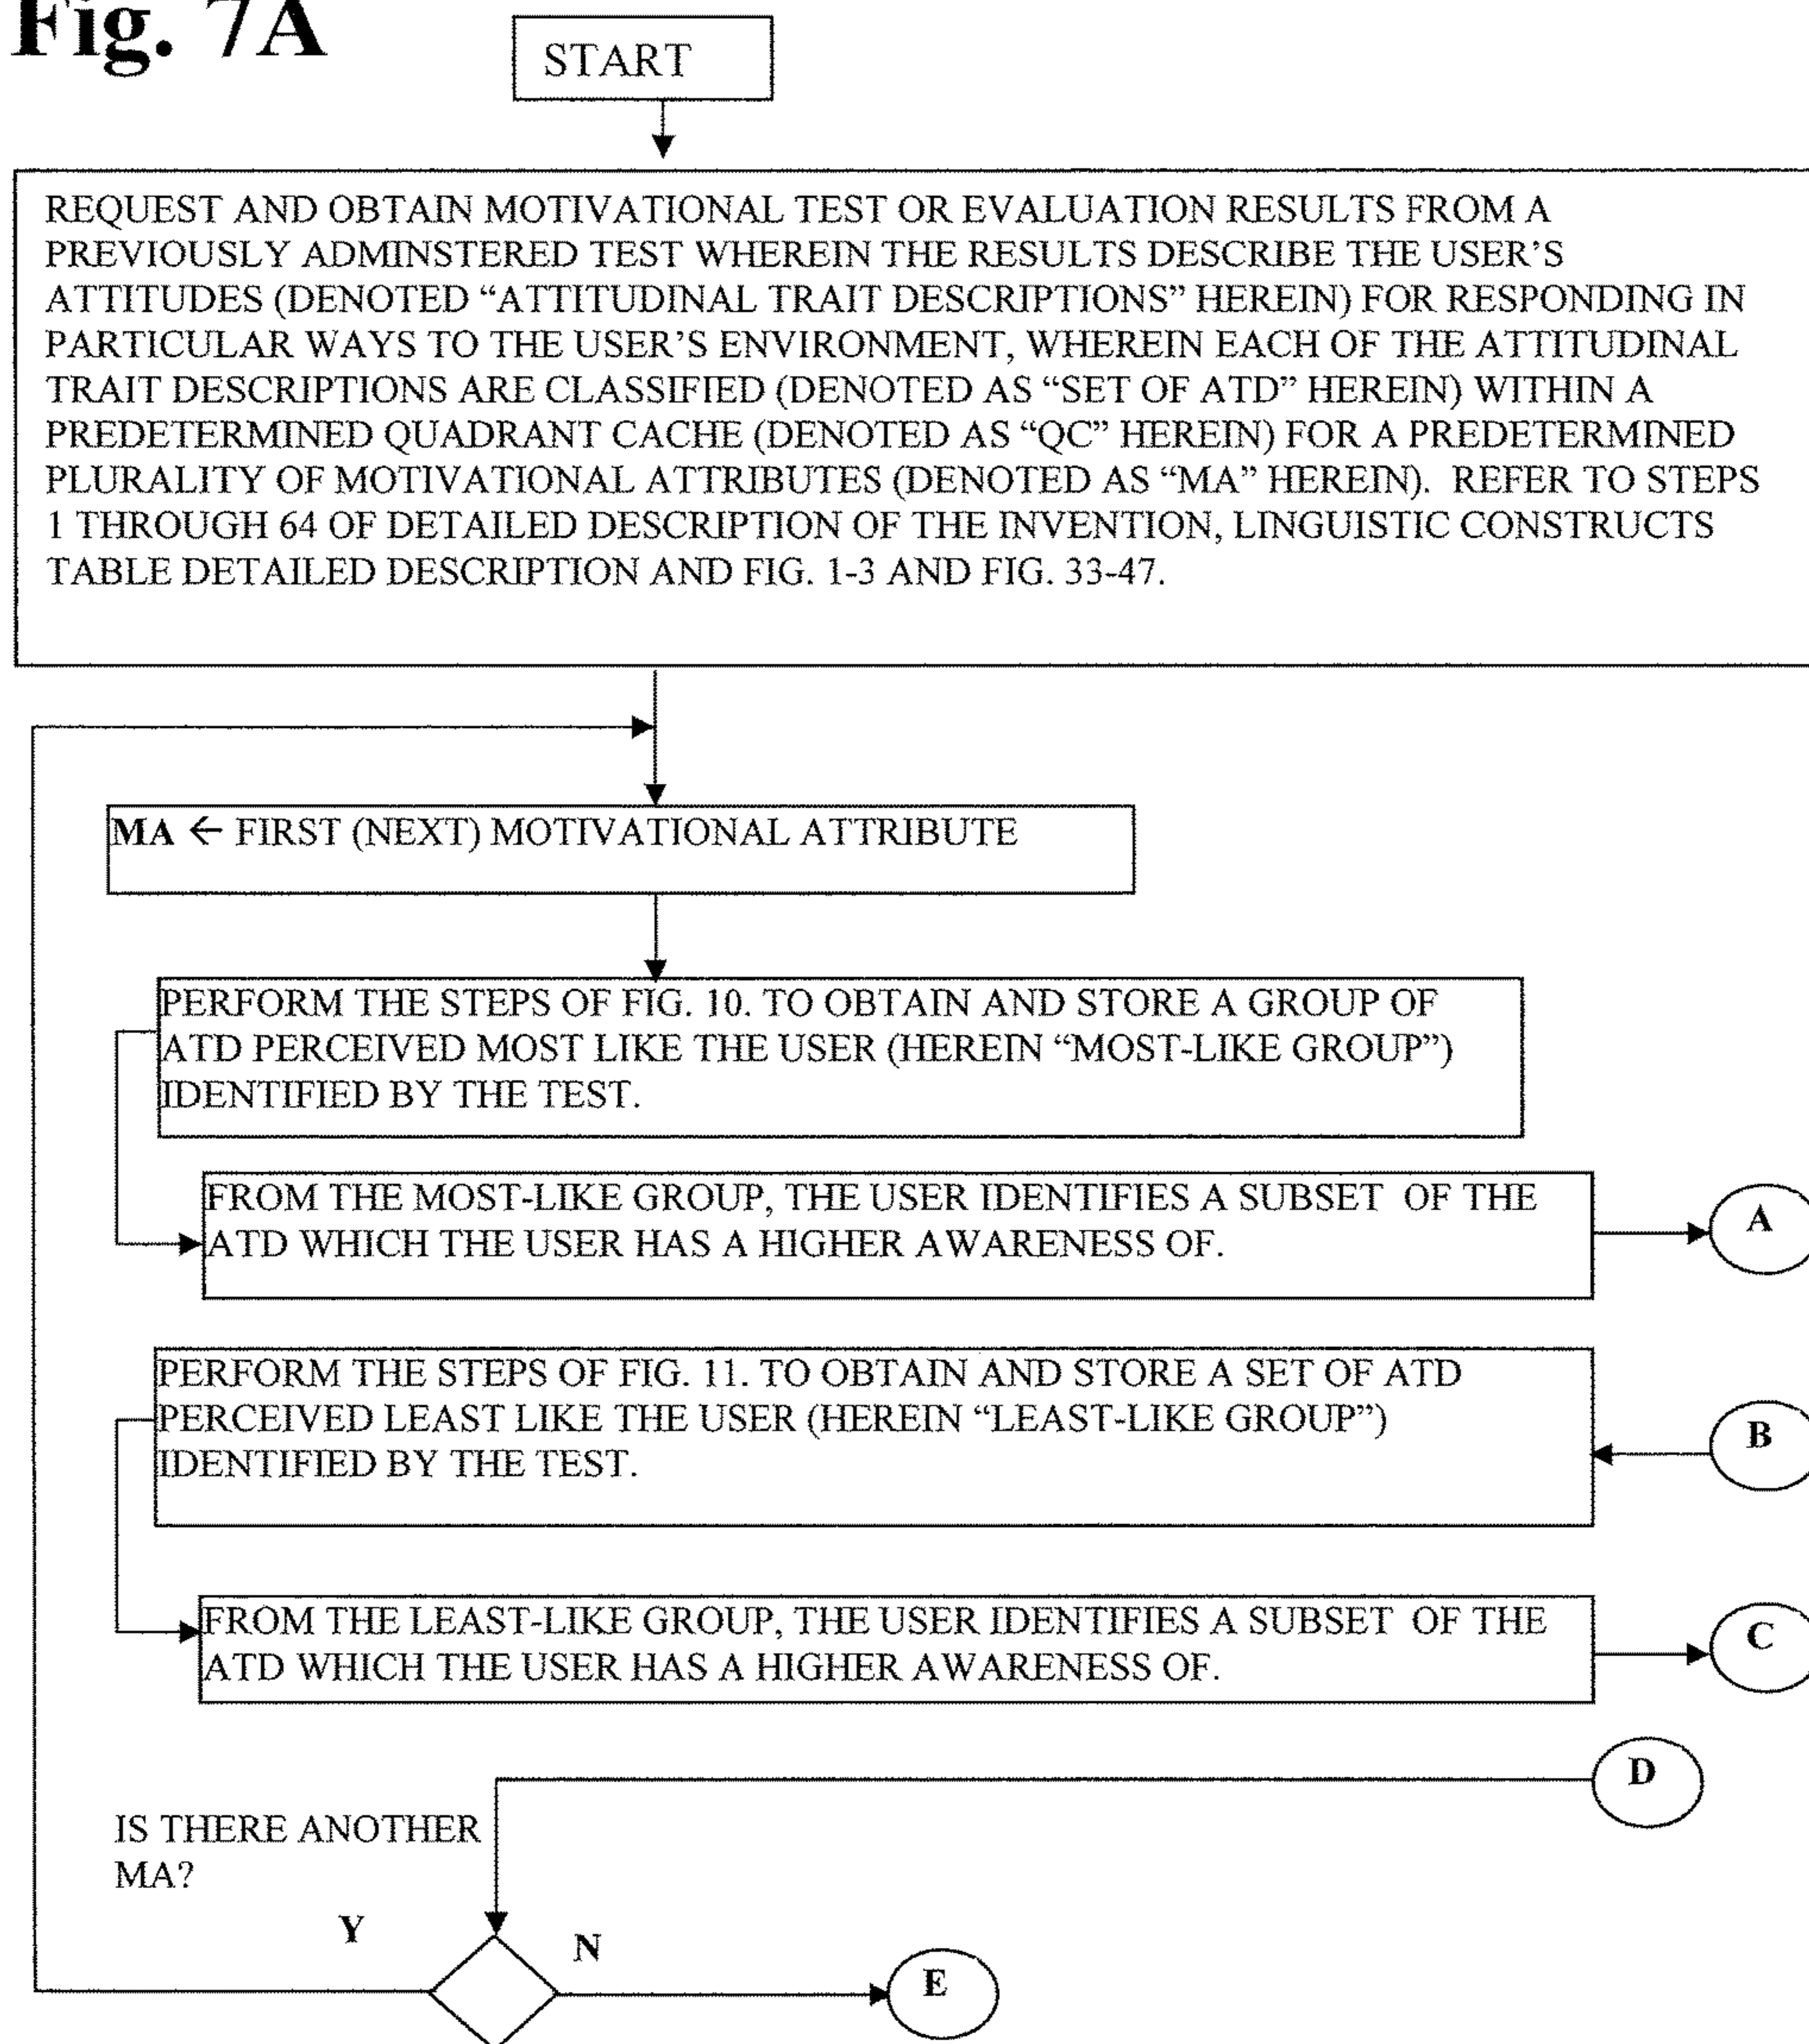 Fig. 7A
START
REQUEST AND OBTAIN MOTIVATIONAL TEST OR EVALUATION RESULTS FROM A
PREVIOUSLY ADMINSTERED TEST WHEREIN THE RESULTS DESCRIBE THE USER'S
ATTITUDES (DENOTED “ATTITUDINAL TRAIT DESCRIPTIONS” HEREIN) FOR RESPONDING IN
PARTICULAR WAYS TO THE USER'S ENVIRONMENT, WHEREIN EACH OF THE ATTITUDINAL
TRAIT DESCRIPTIONS ARE CLASSIFIED (DENOTED AS “SET OF ATD” HEREIN) WITHIN A
PREDETERMINED QUADRANT CACHE (DENOTED AS “QC” HEREIN) FOR A PREDETERMINED
PLURALITY OF MOTIVATIONAL ATTRIBUTES (DENOTED AS “MA” HEREIN). REFER TO STEPS
1 THROUGH 64 OF DETAILED DESCRIPTION OF THE INVENTION, LINGUISTIC CONSTRUCTS
TABLE DETAILED DESCRIPTION AND FIG. 1-3 AND FIG. 33-47.
MA ← FIRST (NEXT) MOTIVATIONAL ATTRIBUTE
PERFORM THE STEPS OF FIG. 10. TO OBTAIN AND STORE A GROUP OF
ATD PERCEIVED MOST LIKE THE USER (HEREIN “MOST-LIKE GROUP”)
IDENTIFIED BY THE TEST.
FROM THE MOST-LIKE GROUP, THE USER IDENTIFIES A SUBSET OF THE
ATD WHICH THE USER HAS A HIGHER AWARENESS OF.
A
PERFORM THE STEPS OF FIG. 11. TO OBTAIN AND STORE A SET OF ATD
PERCEIVED LEAST LIKE THE USER (HEREIN “LEAST-LIKE GROUP”)
IDENTIFIED BY THE TEST.
B
FROM THE LEAST-LIKE GROUP, THE USER IDENTIFIES A SUBSET OF THE
ATD WHICH THE USER HAS A HIGHER AWARENESS OF.
C
D
IS THERE ANOTHER
MA?
Y
N
E